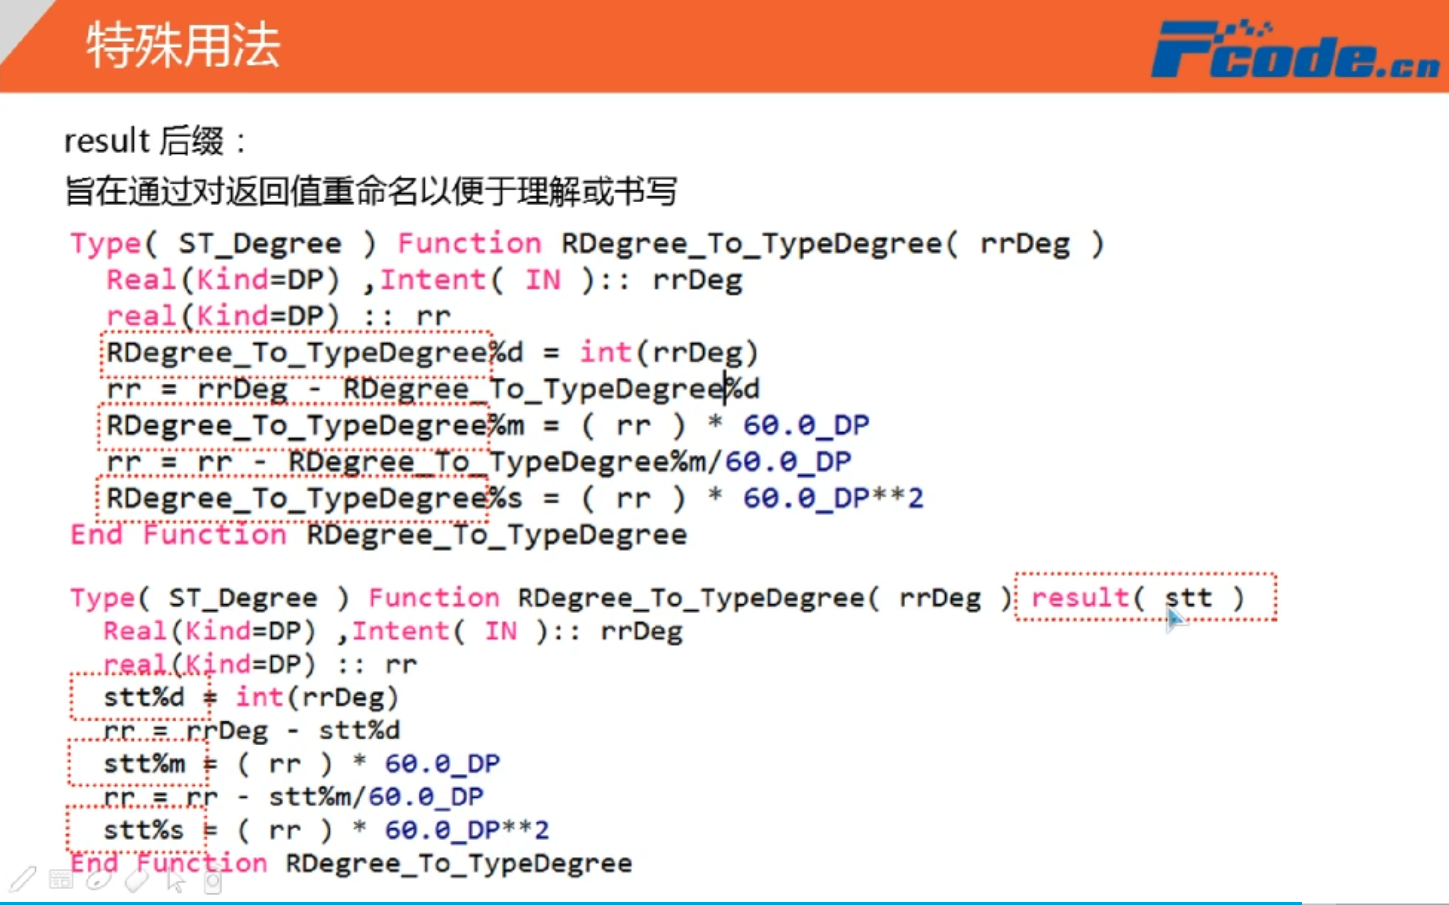 特殊用法
Fcode.cn
result 后缀：
旨在通过对返回值重命名以便于理解或书写
Type( ST_Degree ) Function RDegree_To_TypeDegree( rrDeg )
Real(Kind=DP) ,Intent( IN ):: rrDeg
real(Kind=DP) :: rr
RDegree_To_TypeDegree%d = int(rrDeg)
rr = rrDeg - RDegree_To_TypeDegree%d
RDegree_To_TypeDegree%m = ( rr ) * 60.0_DP
rr = rr - RDegree_To_TypeDegree%m/60.0_DP
RDegree_To_TypeDegree%s = ( rr ) * 60.0_DP**2
End Function RDegree_To_TypeDegree
Type( ST_Degree ) Function RDegree_To_TypeDegree( rrDeg ) result( stt )
Real(Kind=DP) ,Intent( IN ):: rrDeg
real(Kind=DP) :: rr
stt%d = int(rrDeg)
rr = rrDeg - stt%d
stt%m = ( rr ) * 60.0_DP
rr = rr - stt%m/60.0_DP
stt%s = ( rr ) * 60.0_DP**2
End Function RDegree_To_TypeDegree